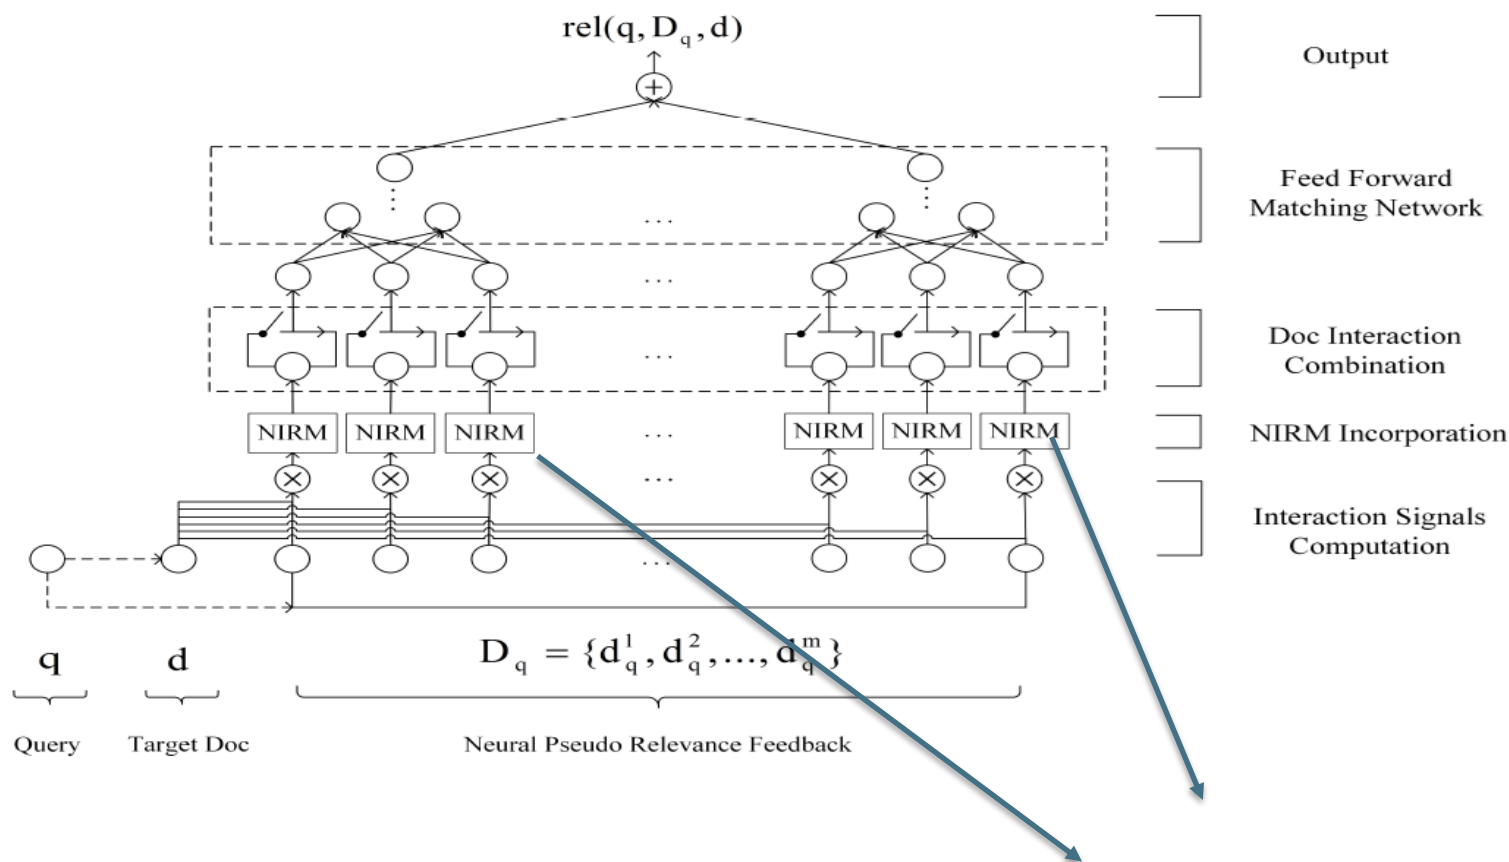 rel(q, D_q, d)
Output
Feed Forward
Matching Network
...
...
Doc Interaction
Combination
...
NIRM NIRM NIRM ... NIRM NIRM NIRM
NIRM Incorporation
...
Interaction Signals
Computation
...
q d D_q = {d_q^1, d_q^2, ..., d_q^m}
Query Target Doc Neural Pseudo Relevance Feedback